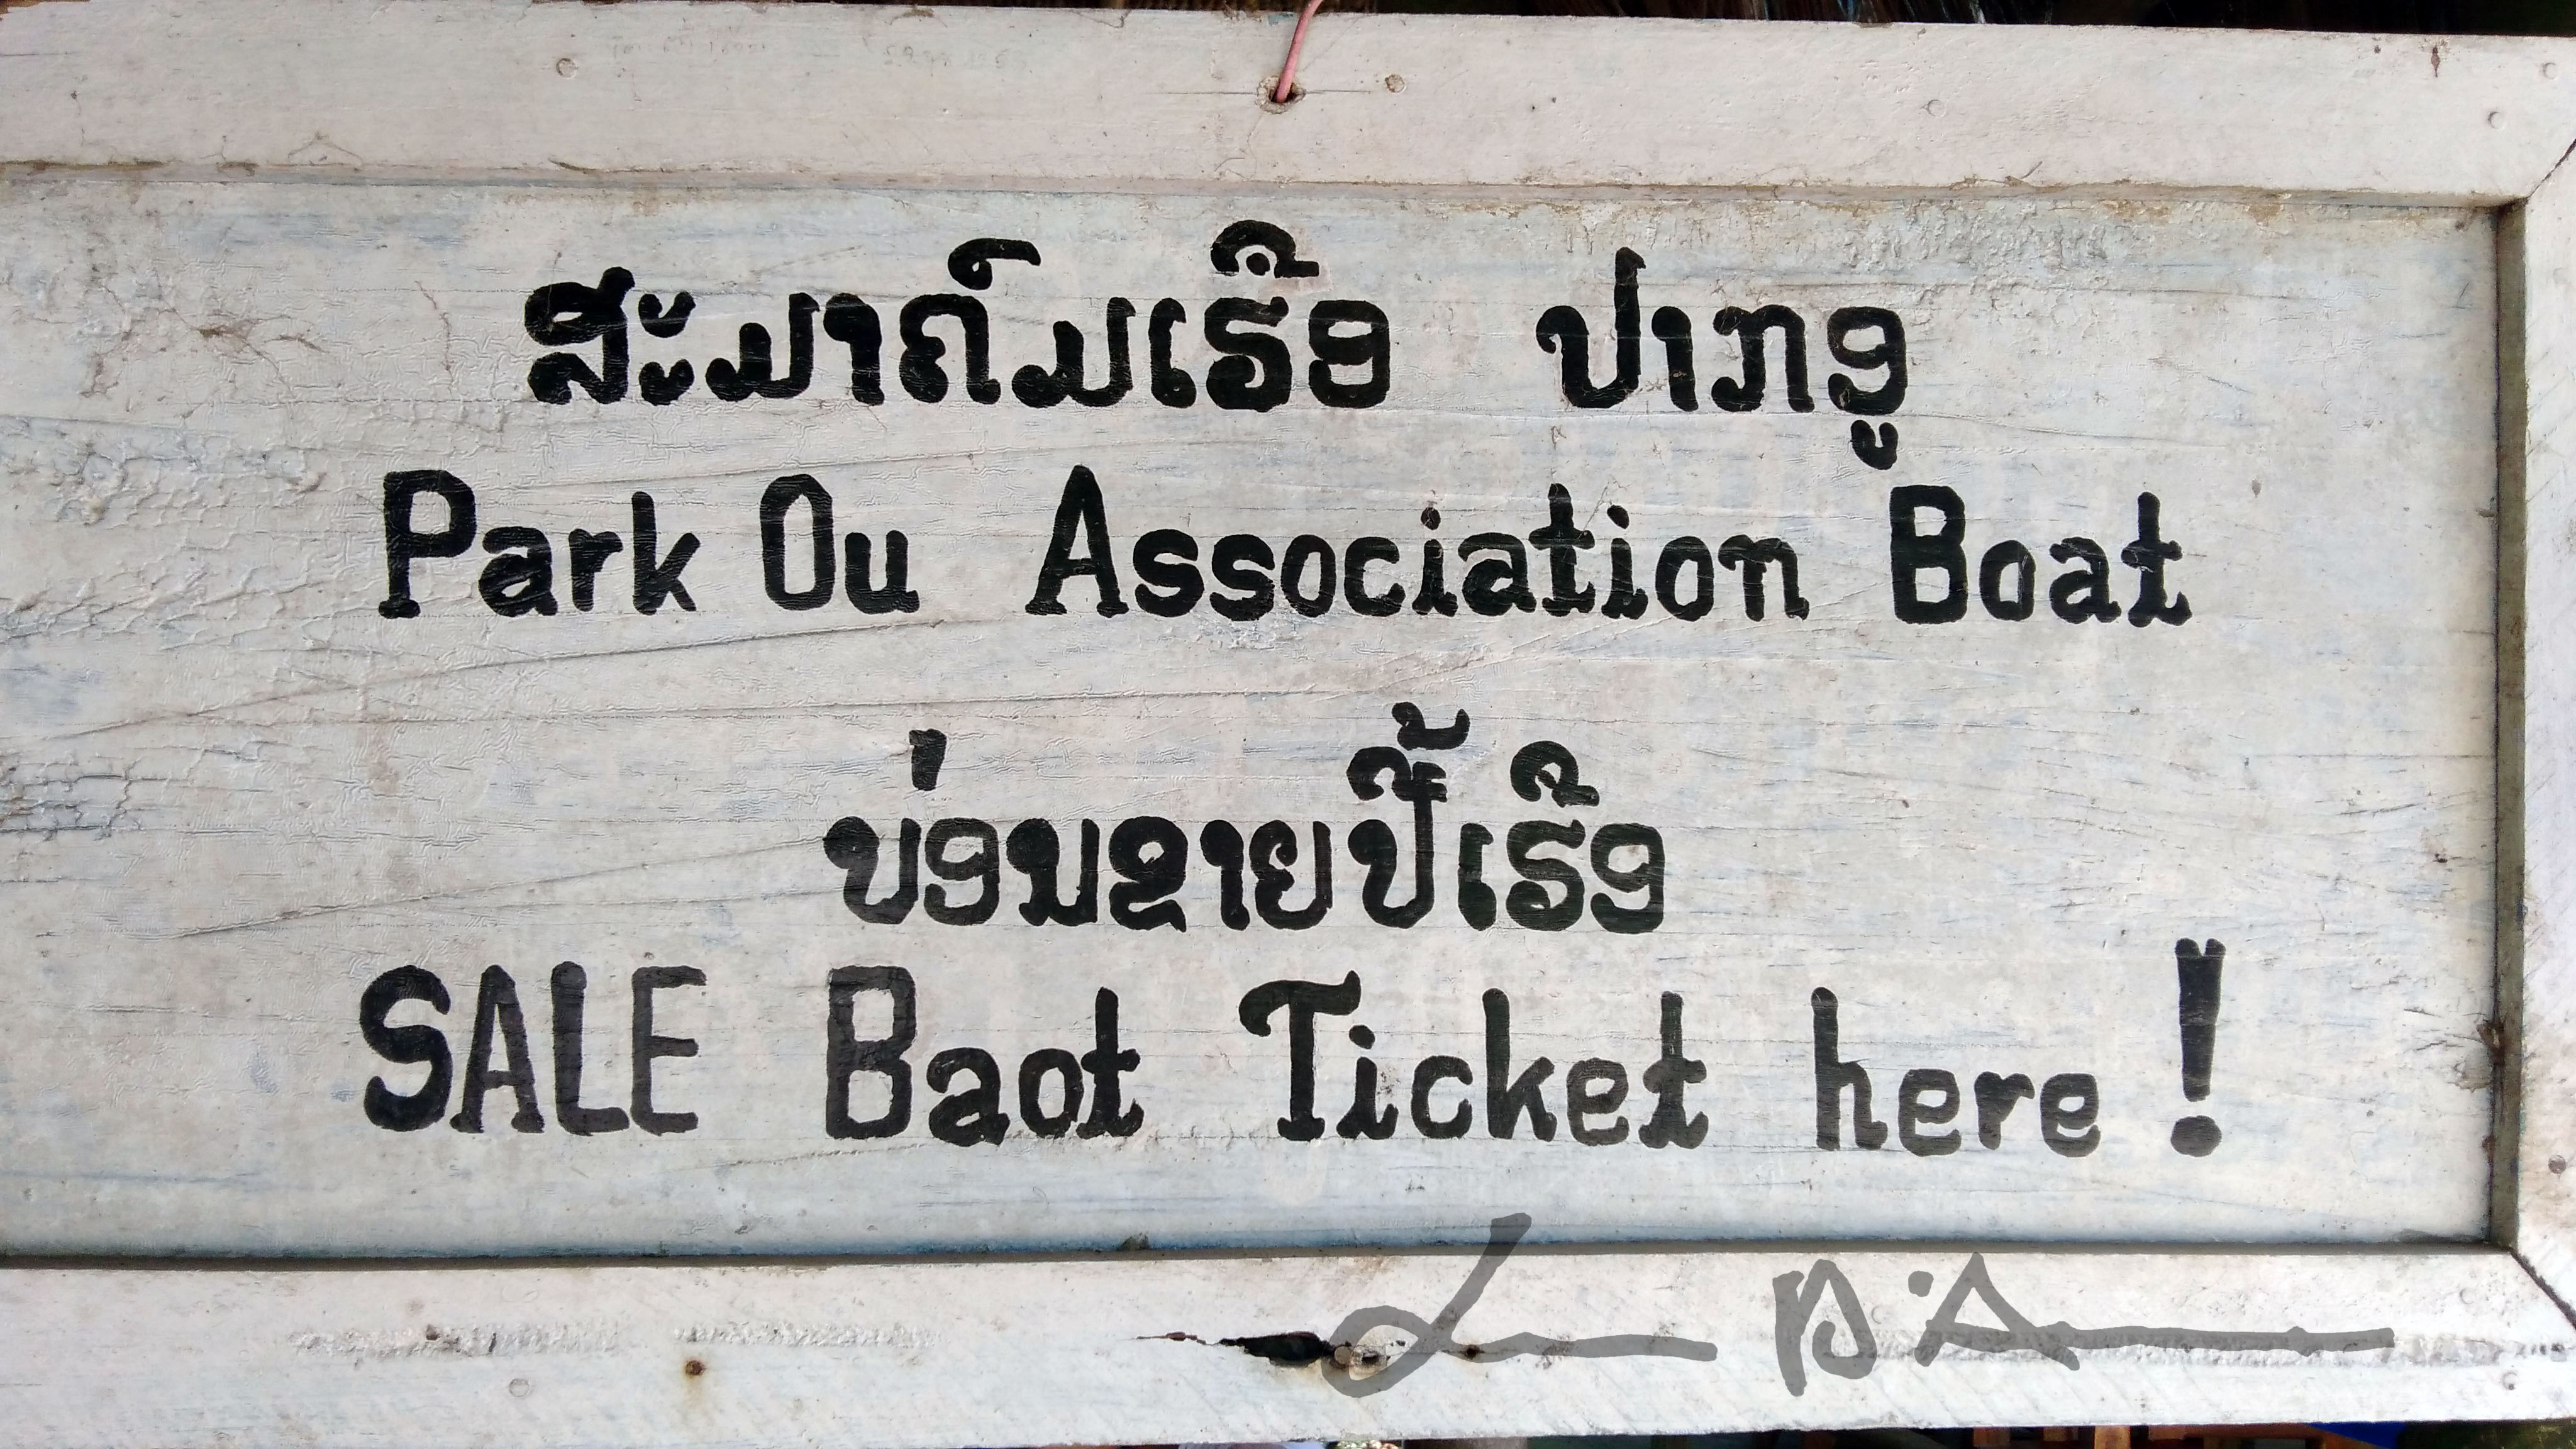 ສະມາຄົມເຮືອ ປາກອູ
Park Ou Association Boat
ບ່ອນຂາຍປີ້ເຮືອ
SALE Baot Ticket here !